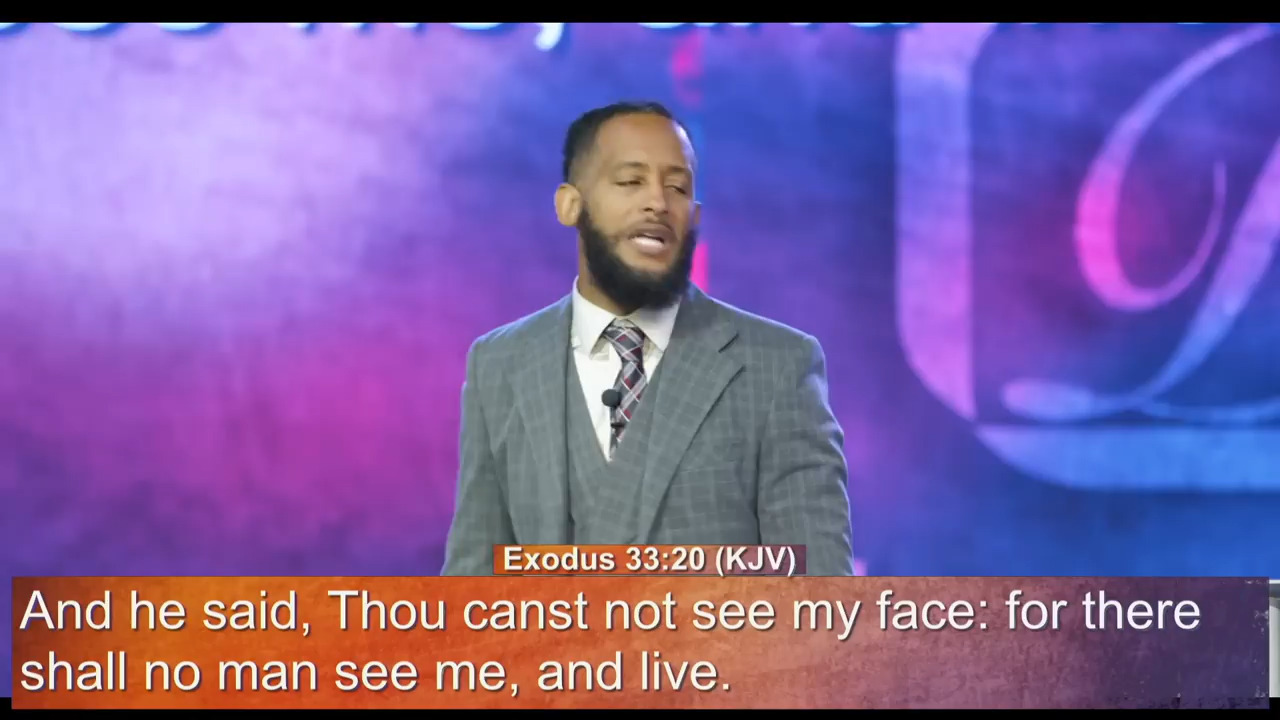 Exodus 33:20 (KJV)
And he said, Thou canst not see my face: for there
shall no man see me, and live.